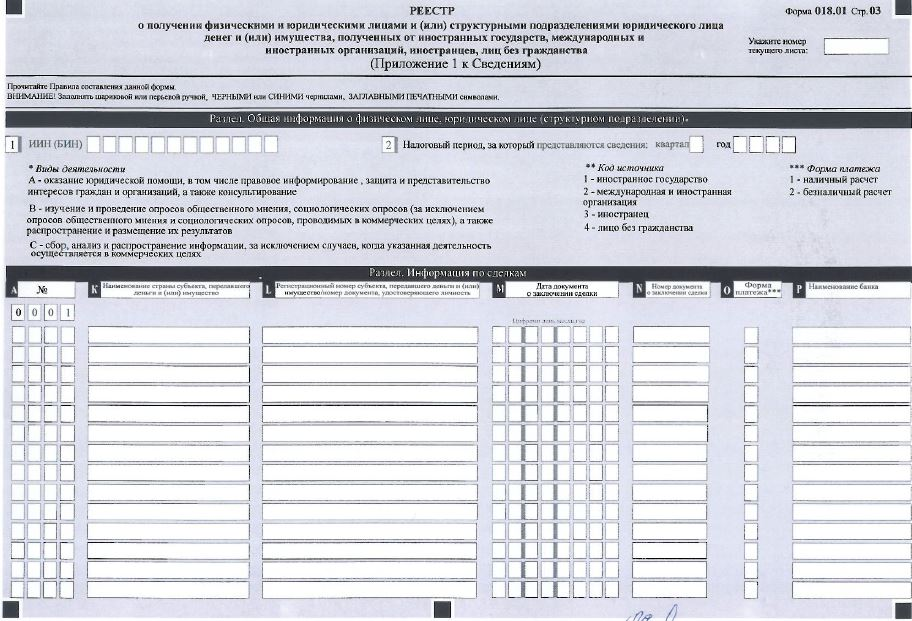 РЕЕСТР
Форма 018.01 Стр.03
о получении физическими и юридическими лицами и (или) структурными подразделениями юридического лица
денег и (или) имущества, полученных от иностранных государств, международных и
иностранных организаций, иностранцев, лиц без гражданства
(Приложение 1 к Сведениям)
Укажите номер
текущего листа:
Прочитайте Правила составления данной формы.
ВНИМАНИЕ! Заполнять шариковой или перьевой ручкой, ЧЕРНЫМИ или СИНИМИ чернилами, ЗАГЛАВНЫМИ ПЕЧАТНЫМИ символами.
Раздел. Общая информация о физическом лице, юридическом лице (структурном подразделении)
1 ИИН (БИН)
2 Налоговый период, за который представляются сведения: квартал год
* Виды деятельности
А - оказание юридической помощи, в том числе правовое информирование , защита и представительство
интересов граждан и организаций, а также консультирование
В - изучение и проведение опросов общественного мнения, социологических опросов (за исключением
опросов общественного мнения и социологических опросов, проводимых в коммерческих целях), а также
распространение и размещение их результатов
С - сбор, анализ и распространение информации, за исключением случаев, когда указанная деятельность
осуществляется в коммерческих целях
** Код источника
1 - иностранное государство
2 - международная и иностранная
организация
3 - иностранец
4 - лицо без гражданства
*** Форма платежа
1 - наличный расчет
2 - безналичный расчет
Раздел. Информация по сделкам
A №
K Наименование страны субъекта, передавшего
деньги и (или) имущество
L Регистрационный номер субъекта, передавшего деньги и (или)
имущество/номер документа, удостоверяющего личность
M Дата документа
о заключении сделки
N Номер документа
о заключении сделки
O Форма
платежа***
P Наименование банка
0 0 0 1